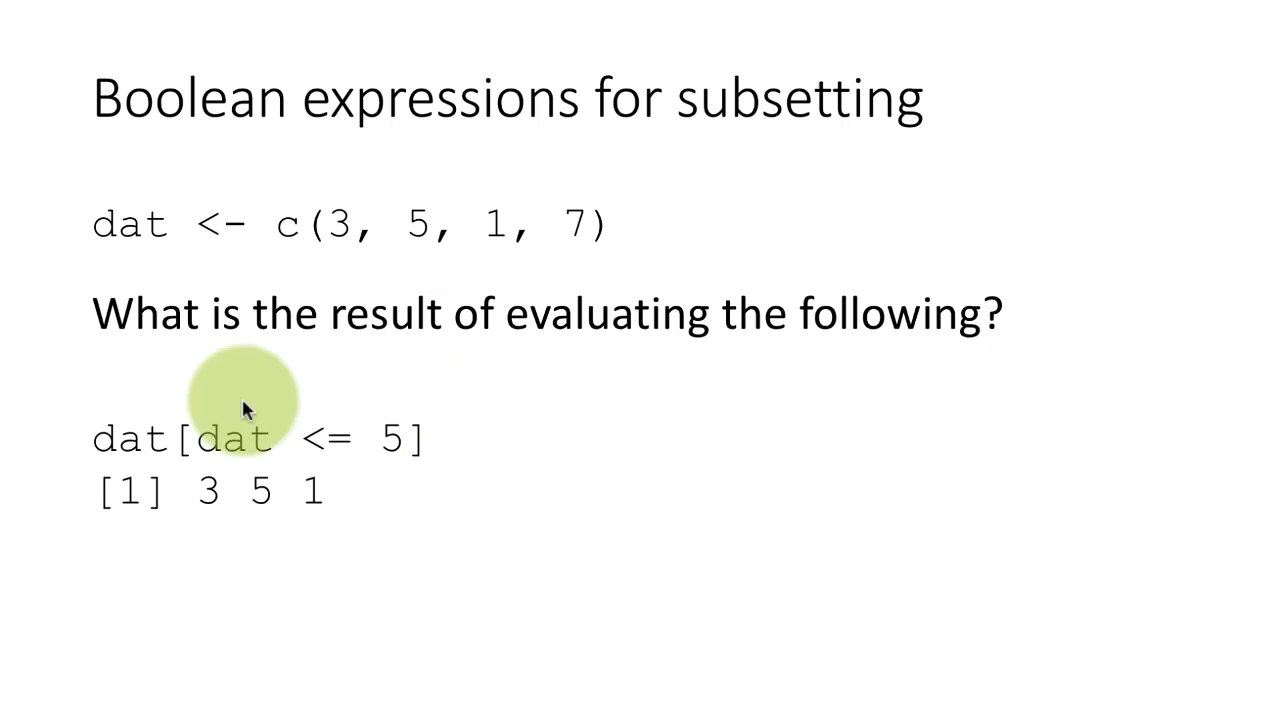 Boolean expressions for subsetting
dat <- c(3, 5, 1, 7)
What is the result of evaluating the following?
dat[dat <= 5]
[1] 3 5 1